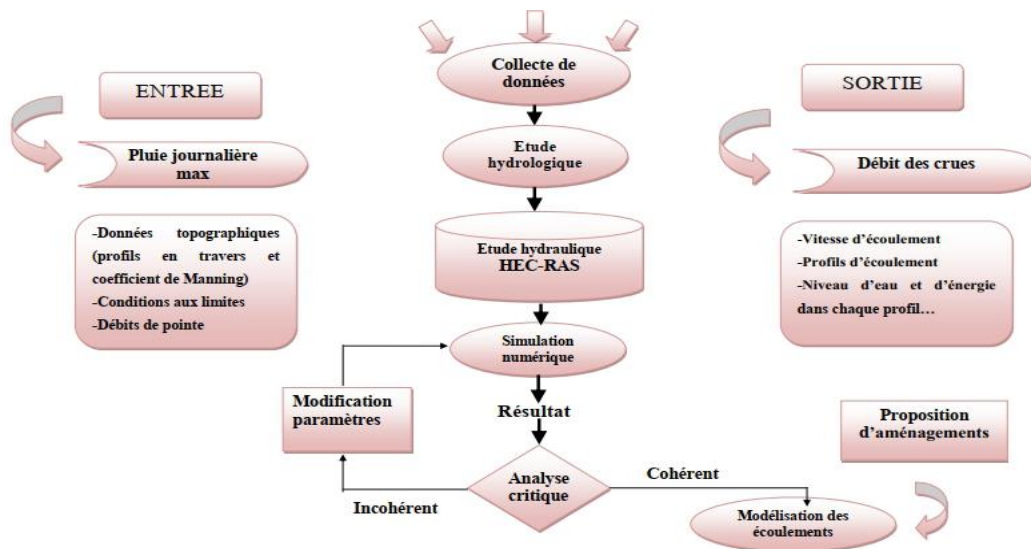 Collecte de
données
ENTREE
SORTIE
Pluie journalière
max
Etude
hydrologique
Débit des crues
-Données topographiques
(profils en travers et
coefficient de Manning)
-Conditions aux limites
-Débits de pointe
Etude hydraulique
HEC-RAS
-Vitesse d'écoulement
-Profils d'écoulement
-Niveau d'eau et d'énergie
dans chaque profil…
Simulation
numérique
Modification
paramètres
Résultat
Proposition
d'aménagements
Analyse
critique
Incohérent
Cohérent
Modélisation des
écoulements